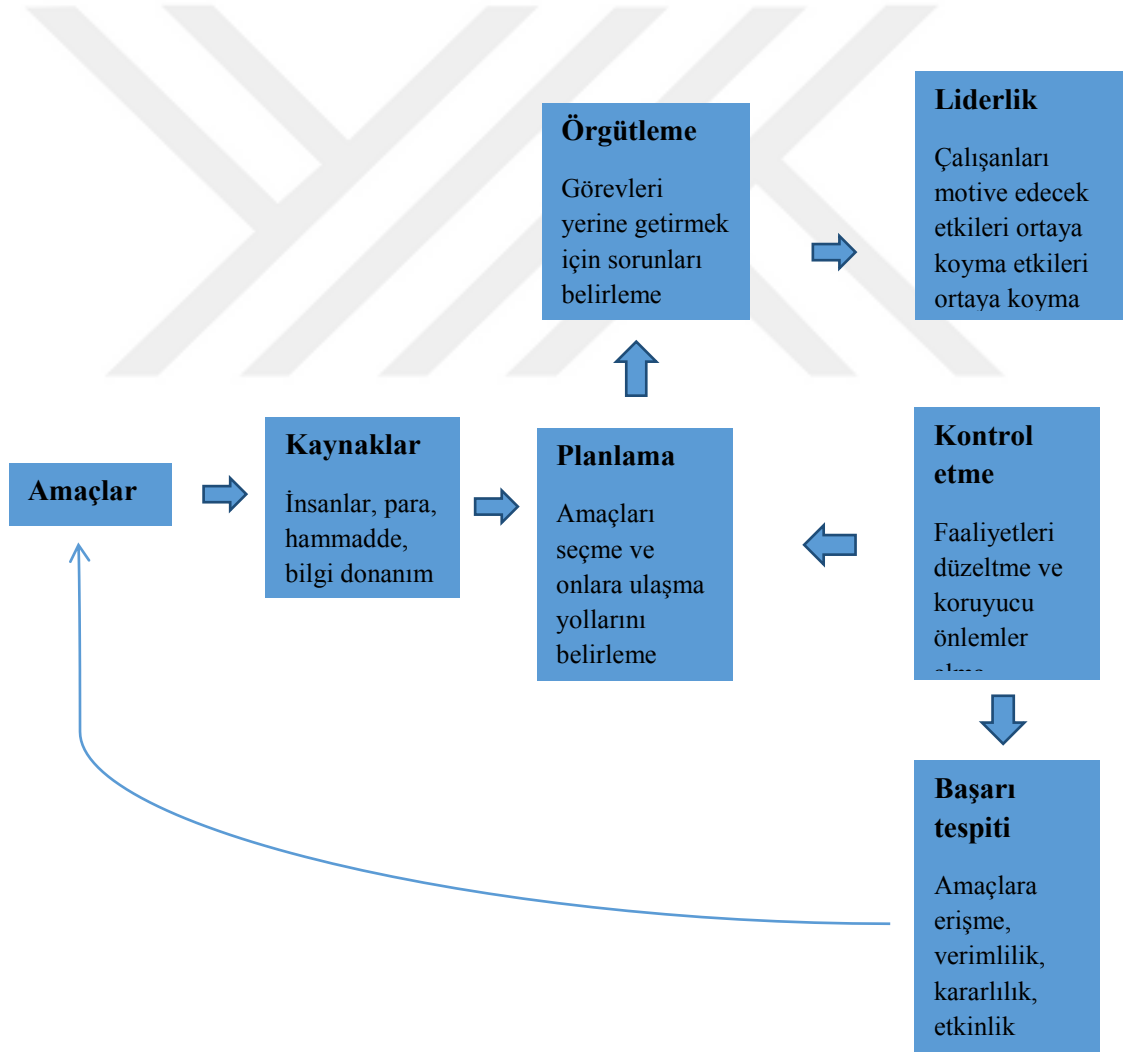 Amaçlar
Kaynaklar
İnsanlar, para,
hammadde,
bilgi donanım
Planlama
Amaçları
seçme ve
onlara ulaşma
yollarını
belirleme
Örgütleme
Görevleri
yerine getirmek
için sorunları
belirleme
Liderlik
Çalışanları
motive edecek
etkileri ortaya
koyma etkileri
ortaya koyma
Kontrol
etme
Faaliyetleri
düzeltme ve
koruyucu
önlemler
Başarı
tespiti
Amaçlara
erişme,
verimlilik,
kararlılık,
etkinlik